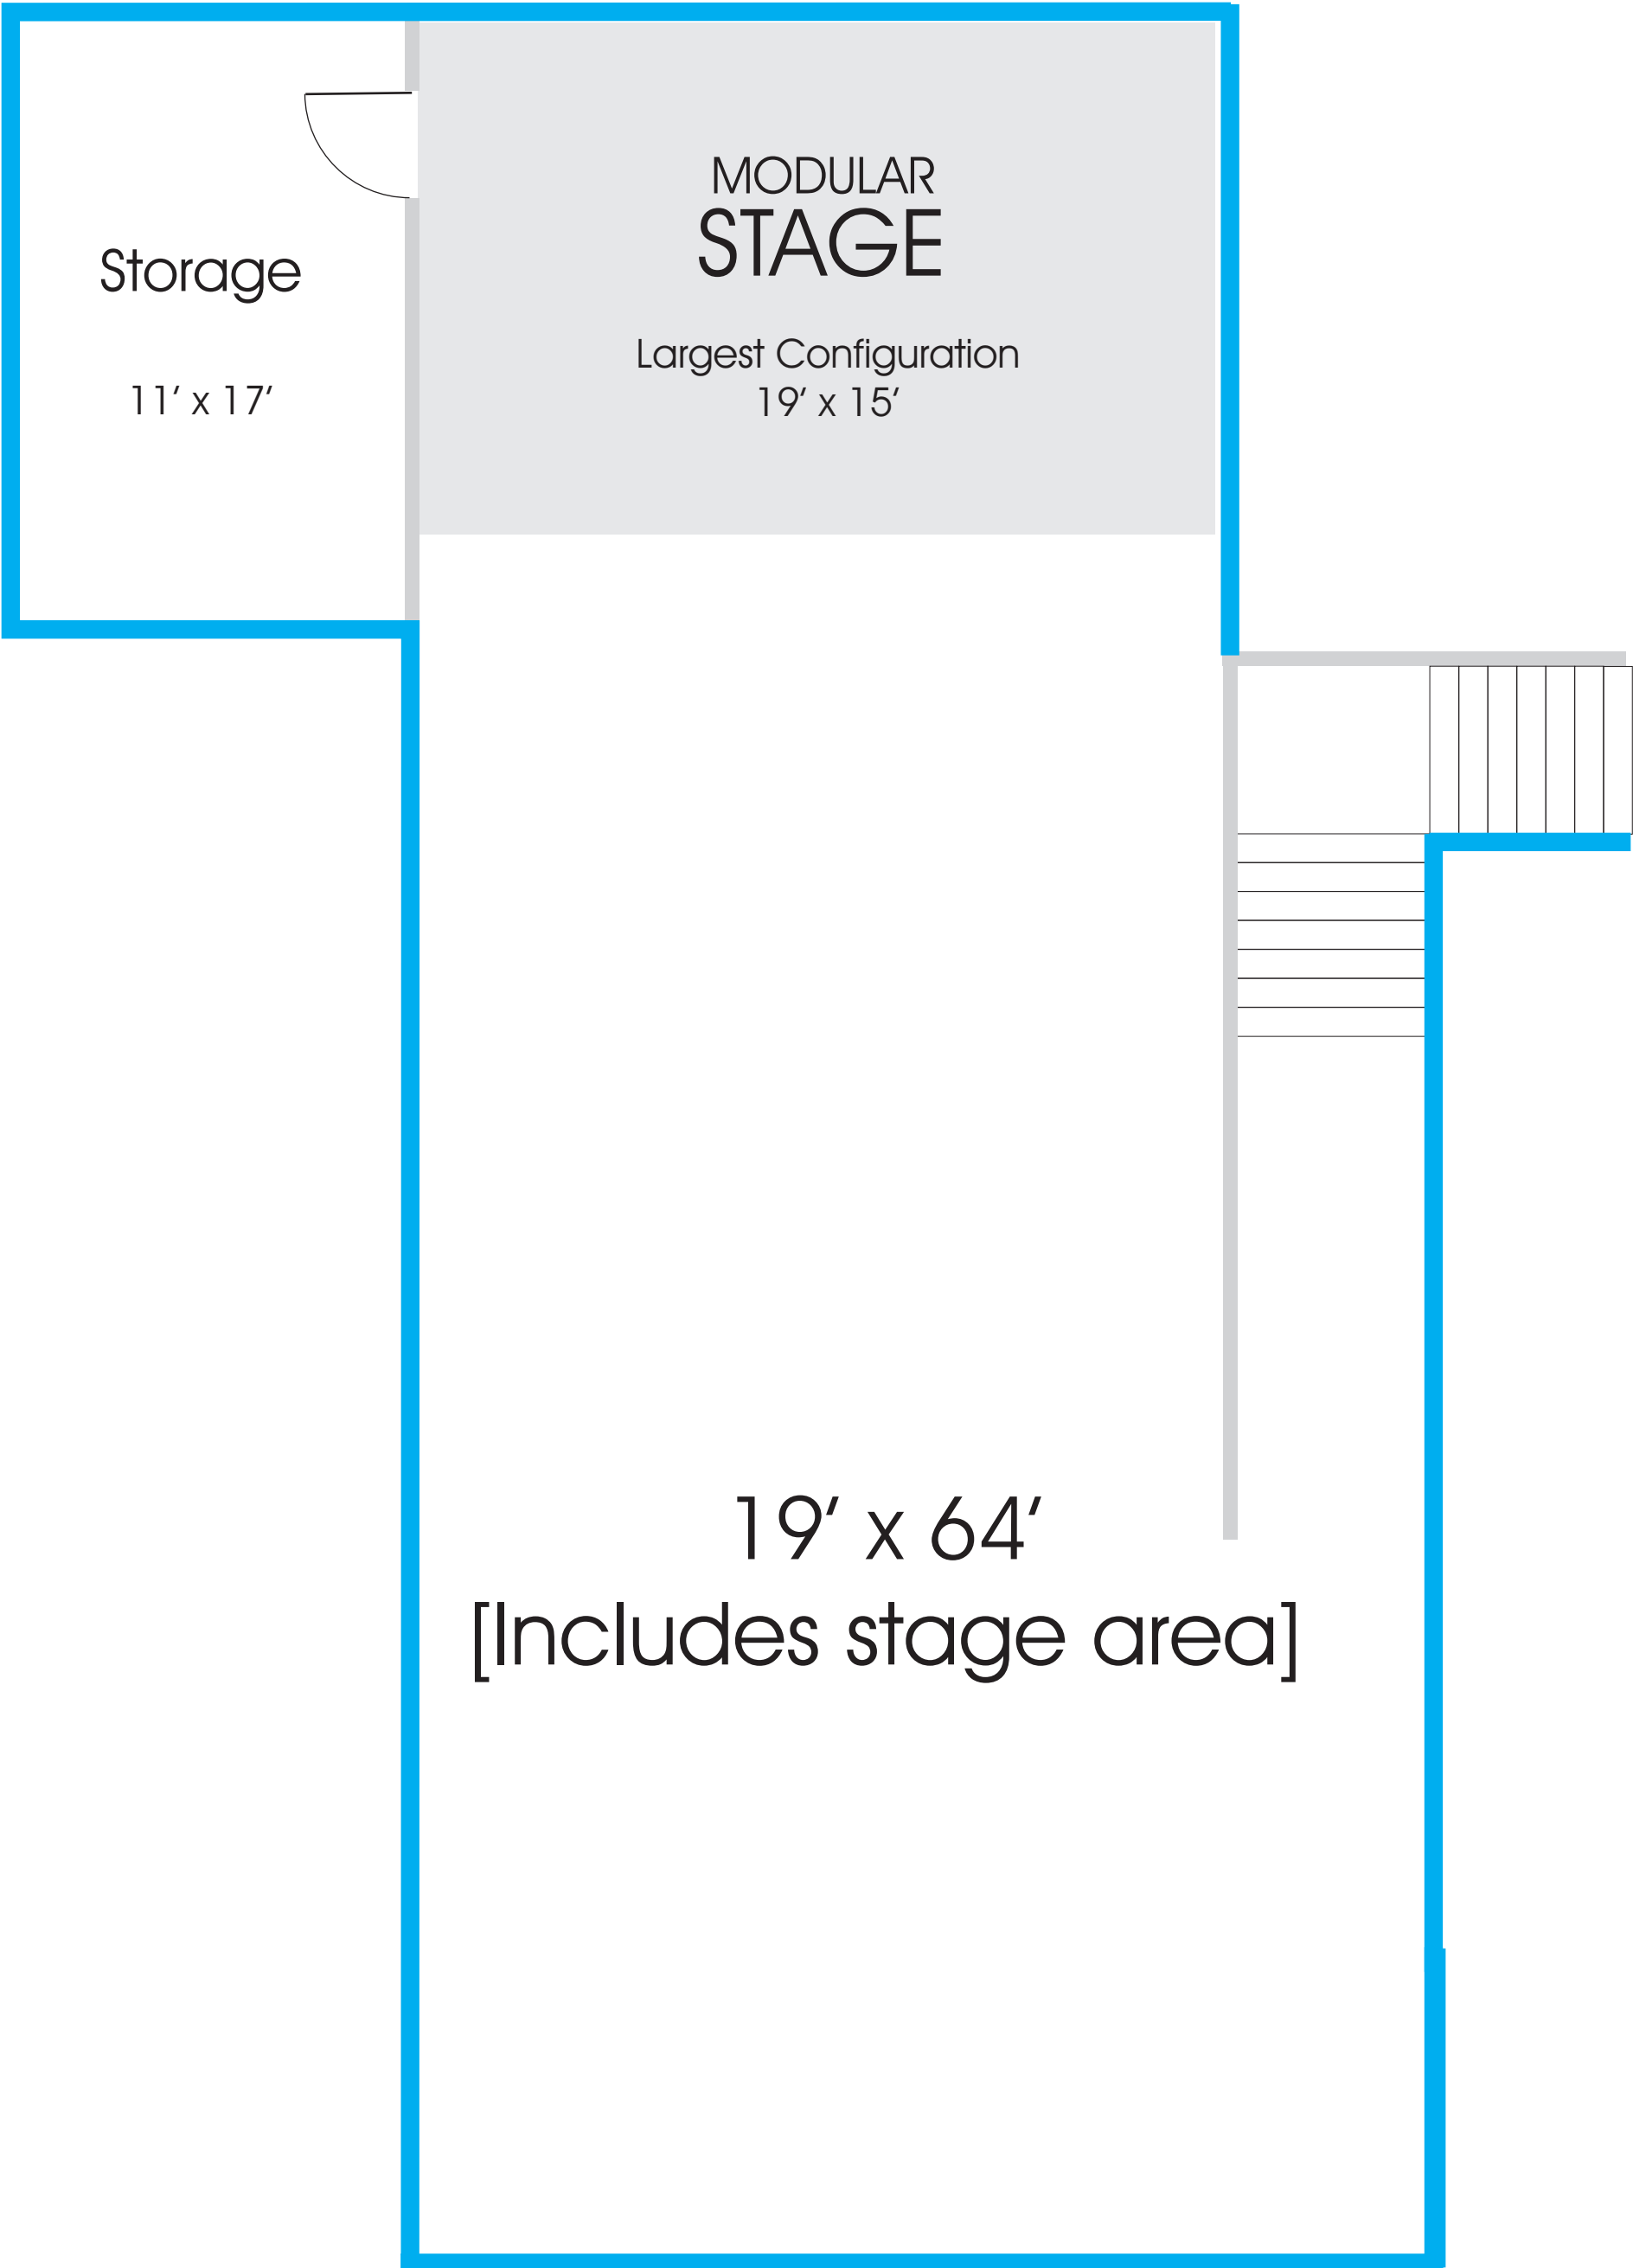 MODULAR
STAGE
Storage
Largest Configuration
11’ x 17’
19’ x 15’
19’ x 64’
[Includes stage area]